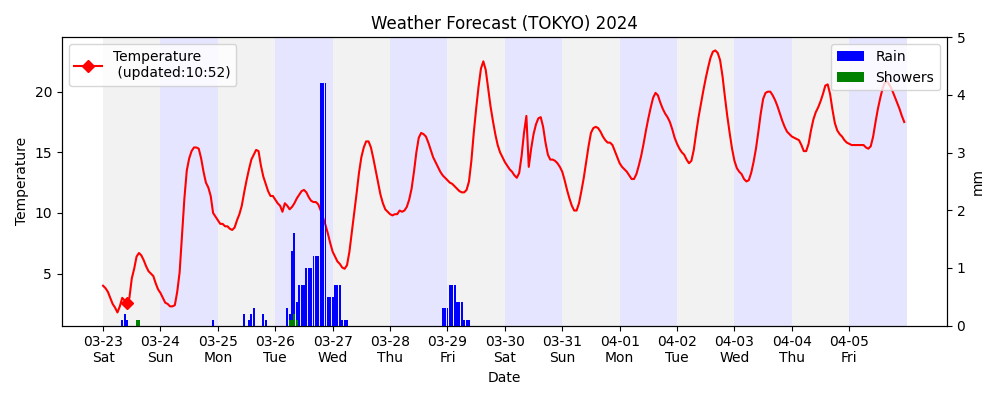 Weather Forecast (TOKYO) 2024
Temperature
(updated:10:52)
Rain
Showers
Temperature
20
15
10
5
5
4
3
2
1
0
mm
03-23 03-24 03-25 03-26 03-27 03-28 03-29 03-30 03-31 04-01 04-02 04-03 04-04 04-05
Sat Sun Mon Tue Wed Thu Fri Sat Sun Mon Tue Wed Thu Fri
Date